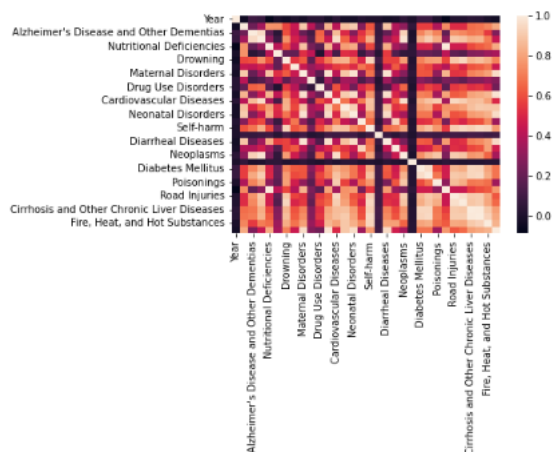 Year
Alzheimer's Disease and Other Dementias
Nutritional Deficiencies
Drowning
Maternal Disorders
Drug Use Disorders
Cardiovascular Diseases
Neonatal Disorders
Self-harm
Diarrheal Diseases
Neoplasms
Diabetes Mellitus
Poisonings
Road Injuries
Cirrhosis and Other Chronic Liver Diseases
Fire, Heat, and Hot Substances
1.0
0.8
0.6
0.4
0.2
0.0
Year
Alzheimer's Disease and Other Dementias
Nutritional Deficiencies
Drowning
Maternal Disorders
Drug Use Disorders
Cardiovascular Diseases
Neonatal Disorders
Self-harm
Diarrheal Diseases
Neoplasms
Diabetes Mellitus
Poisonings
Road Injuries
Cirrhosis and Other Chronic Liver Diseases
Fire, Heat, and Hot Substances